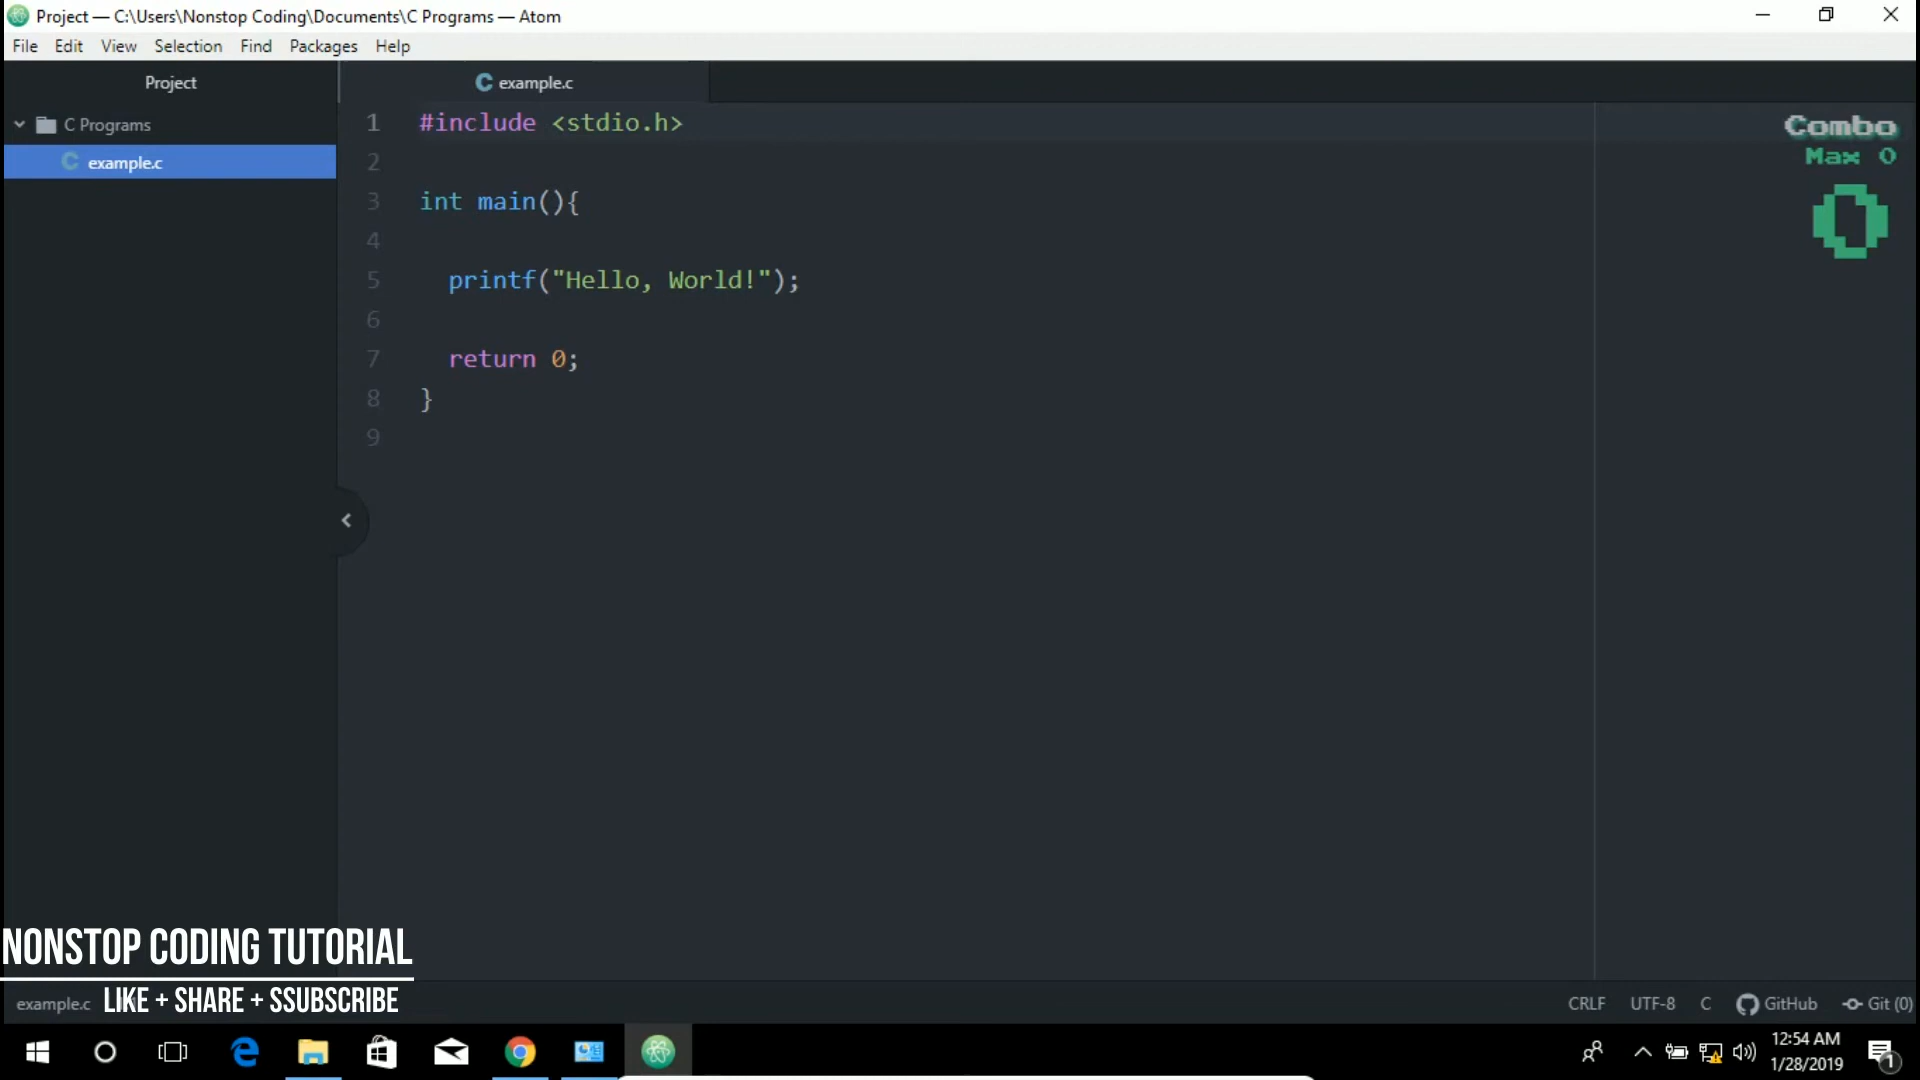 Project — C:\Users\Nonstop Coding\Documents\C Programs — Atom
File Edit View Selection Find Packages Help
Project
C Programs
example.c
example.c
1 #include <stdio.h>
2
3 int main(){
4
5 printf("Hello, World!");
6
7 return 0;
8 }
9
Combo
Max 0
0
NONSTOP CODING TUTORIAL
LIKE + SHARE + SSUBSCRIBE
example.c
CRLF UTF-8 C GitHub Git (0)
12:54 AM
1/28/2019
1